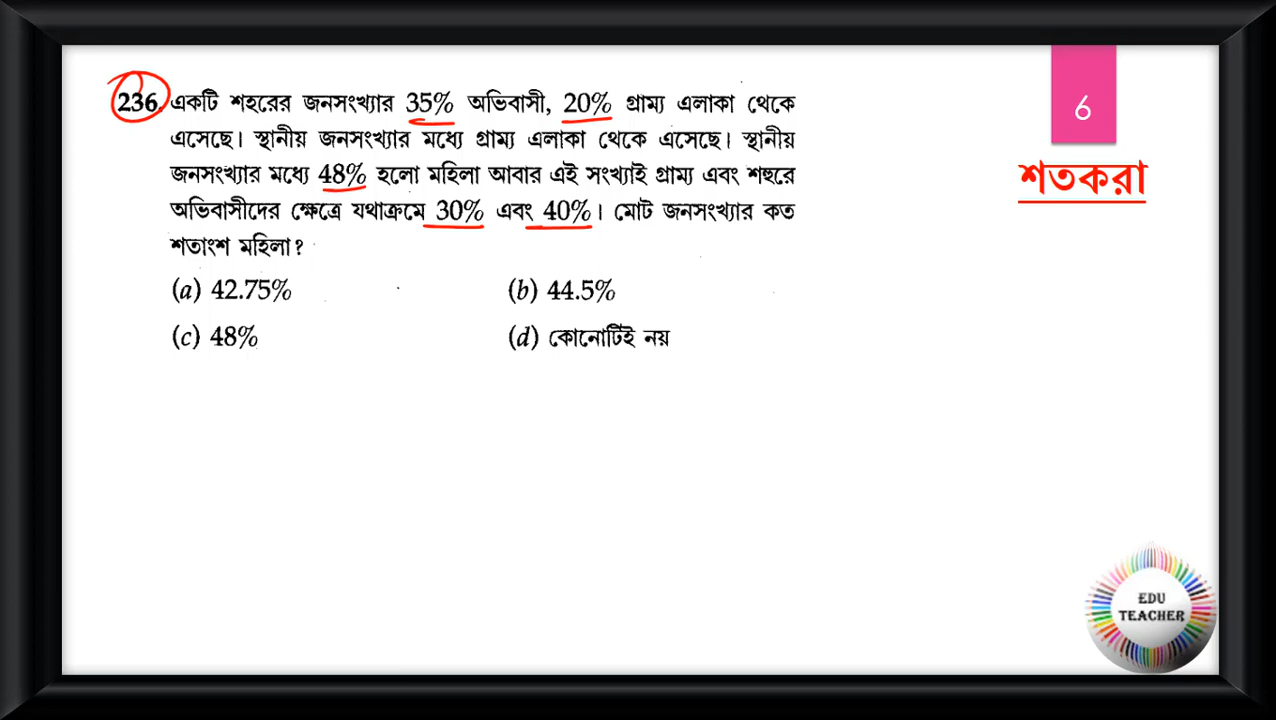 236. একটি শহরের জনসংখ্যার 35% অভিবাসী, 20% গ্রাম্য এলাকা থেকে
এসেছে। স্থানীয় জনসংখ্যার মধ্যে গ্রাম্য এলাকা থেকে এসেছে। স্থানীয়
জনসংখ্যার মধ্যে 48% হলো মহিলা আবার এই সংখ্যাই গ্রাম্য এবং শহুরে
অভিবাসীদের ক্ষেত্রে যথাক্রমে 30% এবং 40%। মোট জনসংখ্যার কত
শতাংশ মহিলা?
(a) 42.75% (b) 44.5%
(c) 48% (d) কোনোটিই নয়
6
শতকরা
EDU
TEACHER